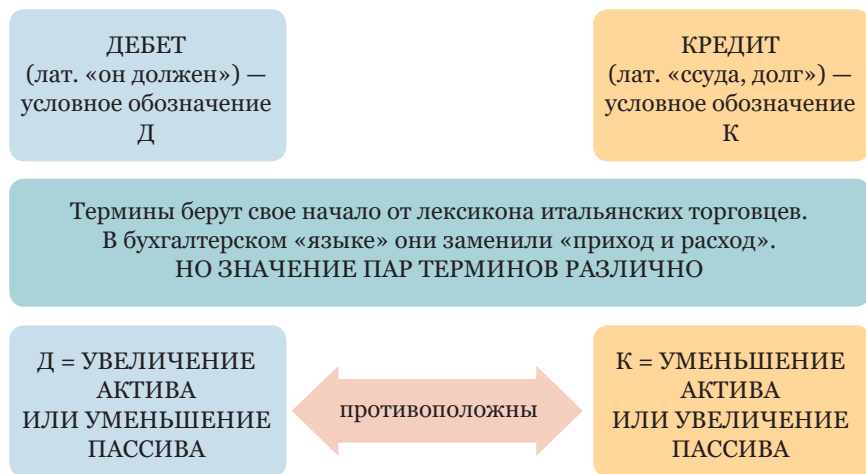 ДЕБЕТ
(лат. «он должен») —
условное обозначение
Д
КРЕДИТ
(лат. «ссуда, долг») —
условное обозначение
К
Термины берут свое начало от лексикона итальянских торговцев.
В бухгалтерском «языке» они заменили «приход и расход».
НО ЗНАЧЕНИЕ ПАР ТЕРМИНОВ РАЗЛИЧНО
Д = УВЕЛИЧЕНИЕ
АКТИВА
ИЛИ УМЕНЬШЕНИЕ
ПАССИВА
противоположны
К = УМЕНЬШЕНИЕ
АКТИВА
ИЛИ УВЕЛИЧЕНИЕ
ПАССИВА